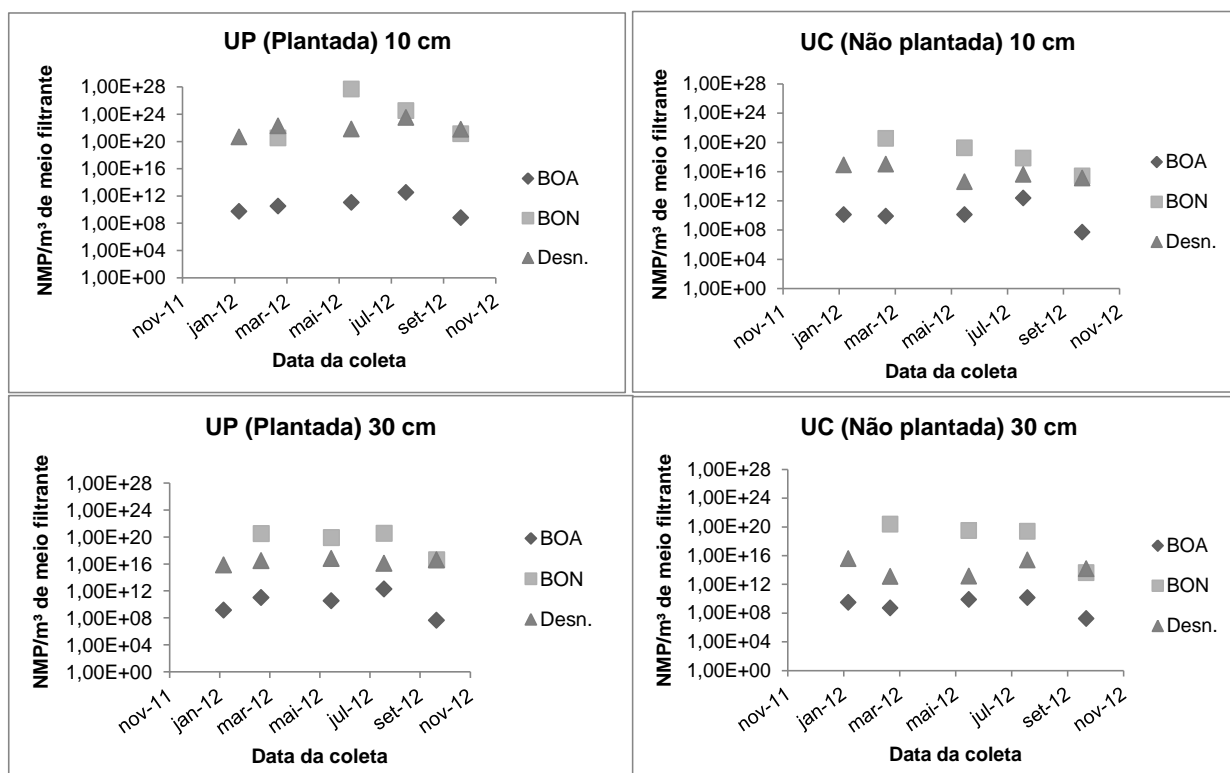 UP (Plantada) 10 cm
NMP/m³ de meio filtrante
1,00E+28
1,00E+24
1,00E+20
1,00E+16
1,00E+12
1,00E+08
1,00E+04
1,00E+00
nov-11
jan-12
mar-12
mai-12
jul-12
set-12
nov-12
Data da coleta
BOA
BON
Desn.
UC (Não plantada) 10 cm
NMP/m³ de meio filtrante
1,00E+28
1,00E+24
1,00E+20
1,00E+16
1,00E+12
1,00E+08
1,00E+04
1,00E+00
nov-11
jan-12
mar-12
mai-12
jul-12
set-12
nov-12
Data da coleta
BOA
BON
Desn.
UP (Plantada) 30 cm
NMP/m³ de meio filtrante
1,00E+28
1,00E+24
1,00E+20
1,00E+16
1,00E+12
1,00E+08
1,00E+04
1,00E+00
nov-11
jan-12
mar-12
mai-12
jul-12
set-12
nov-12
Data da coleta
BOA
BON
Desn.
UC (Não plantada) 30 cm
NMP/m³ de meio filtrante
1,00E+28
1,00E+24
1,00E+20
1,00E+16
1,00E+12
1,00E+08
1,00E+04
1,00E+00
nov-11
jan-12
mar-12
mai-12
jul-12
set-12
nov-12
Data da coleta
BOA
BON
Desn.